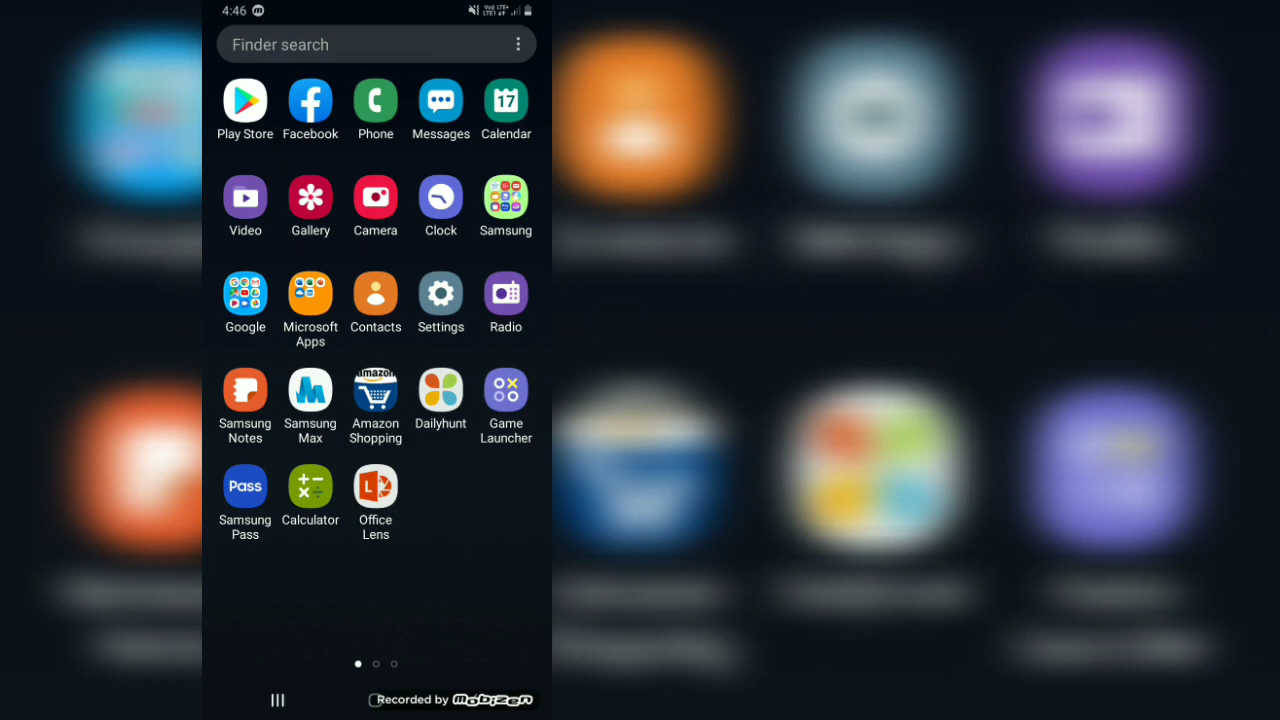 4:46
Finder search
Play Store Facebook Phone Messages Calendar
17
Video Gallery Camera Clock Samsung
Google Microsoft Apps Contacts Settings Radio
Samsung Notes Samsung Max Amazon Shopping Dailyhunt Game Launcher
amazon
Pass
Samsung Pass Calculator Office Lens
L
Recorded by mobizen